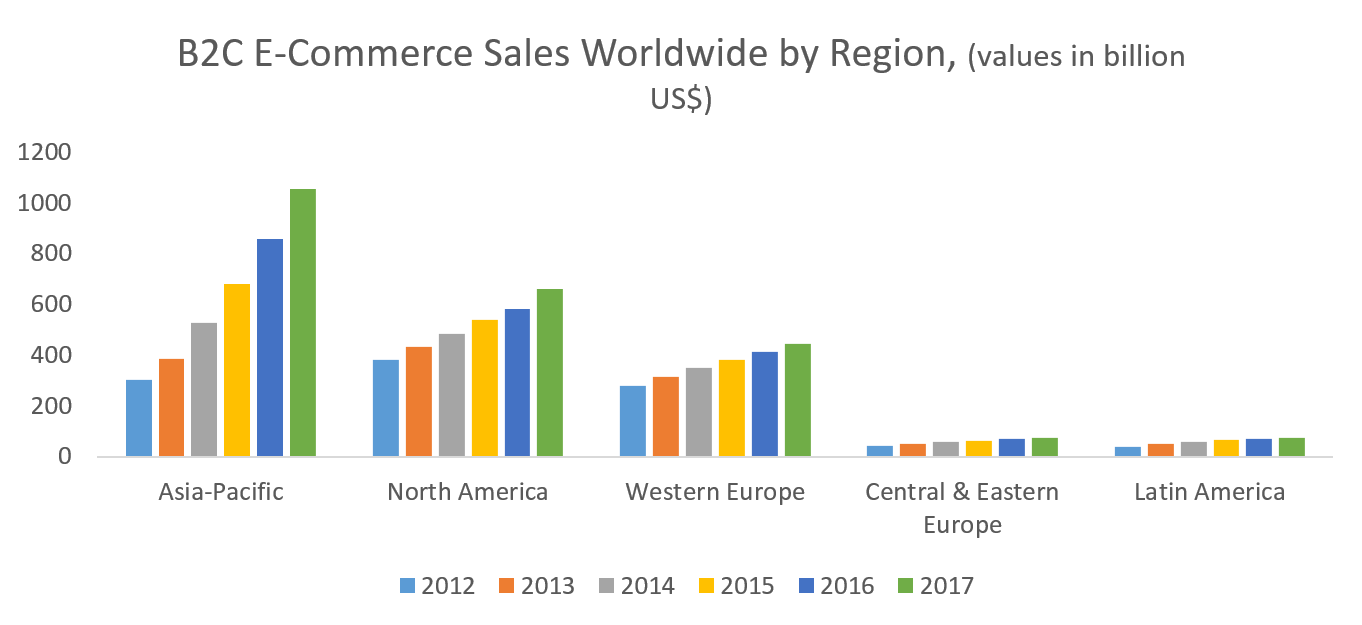 B2C E-Commerce Sales Worldwide by Region, (values in billion
US$)
1200
1000
800
600
400
200
0
Asia-Pacific
North America
Western Europe
Central & Eastern
Europe
Latin America
2012 2013 2014 2015 2016 2017